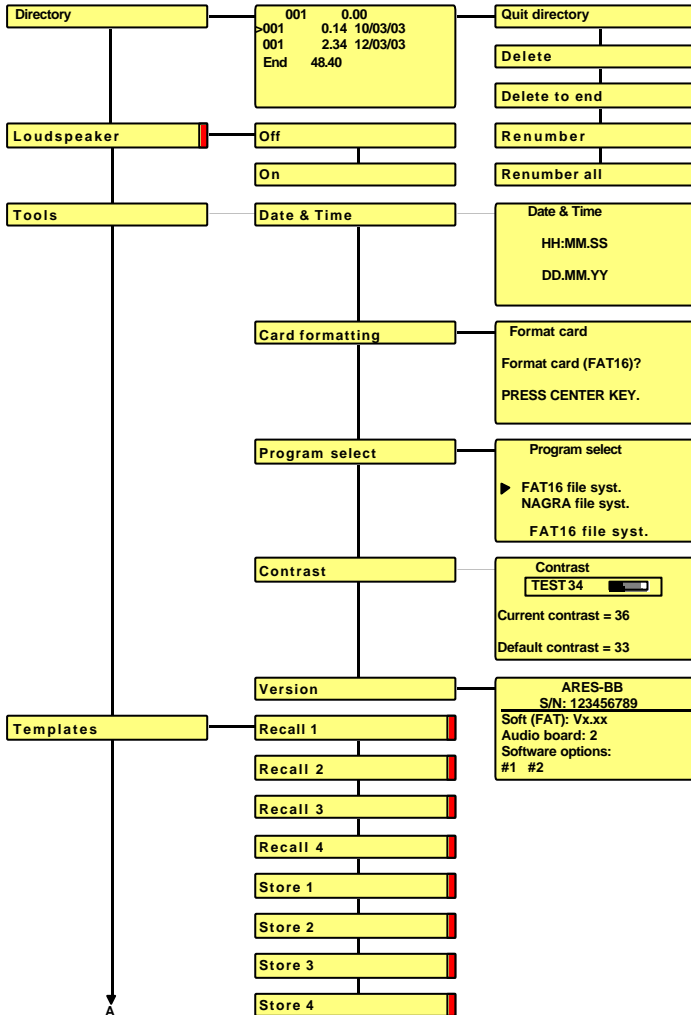 Directory
001 0.00
>001 0.14 10/03/03
001 2.34 12/03/03
End 48.40
Quit directory
Delete
Delete to end
Renumber
Renumber all
Loudspeaker
Off
On
Tools
Date & Time
Date & Time
HH:MM.SS
DD.MM.YY
Card formatting
Format card
Format card (FAT16)?
PRESS CENTER KEY.
Program select
Program select
FAT16 file syst.
NAGRA file syst.
FAT16 file syst.
Contrast
Contrast
TEST 34
Current contrast = 36
Default contrast = 33
Version
ARES-BB
S/N: 123456789
Soft (FAT): Vx.xx
Audio board: 2
Software options:
#1 #2
Templates
Recall 1
Recall 2
Recall 3
Recall 4
Store 1
Store 2
Store 3
Store 4
A